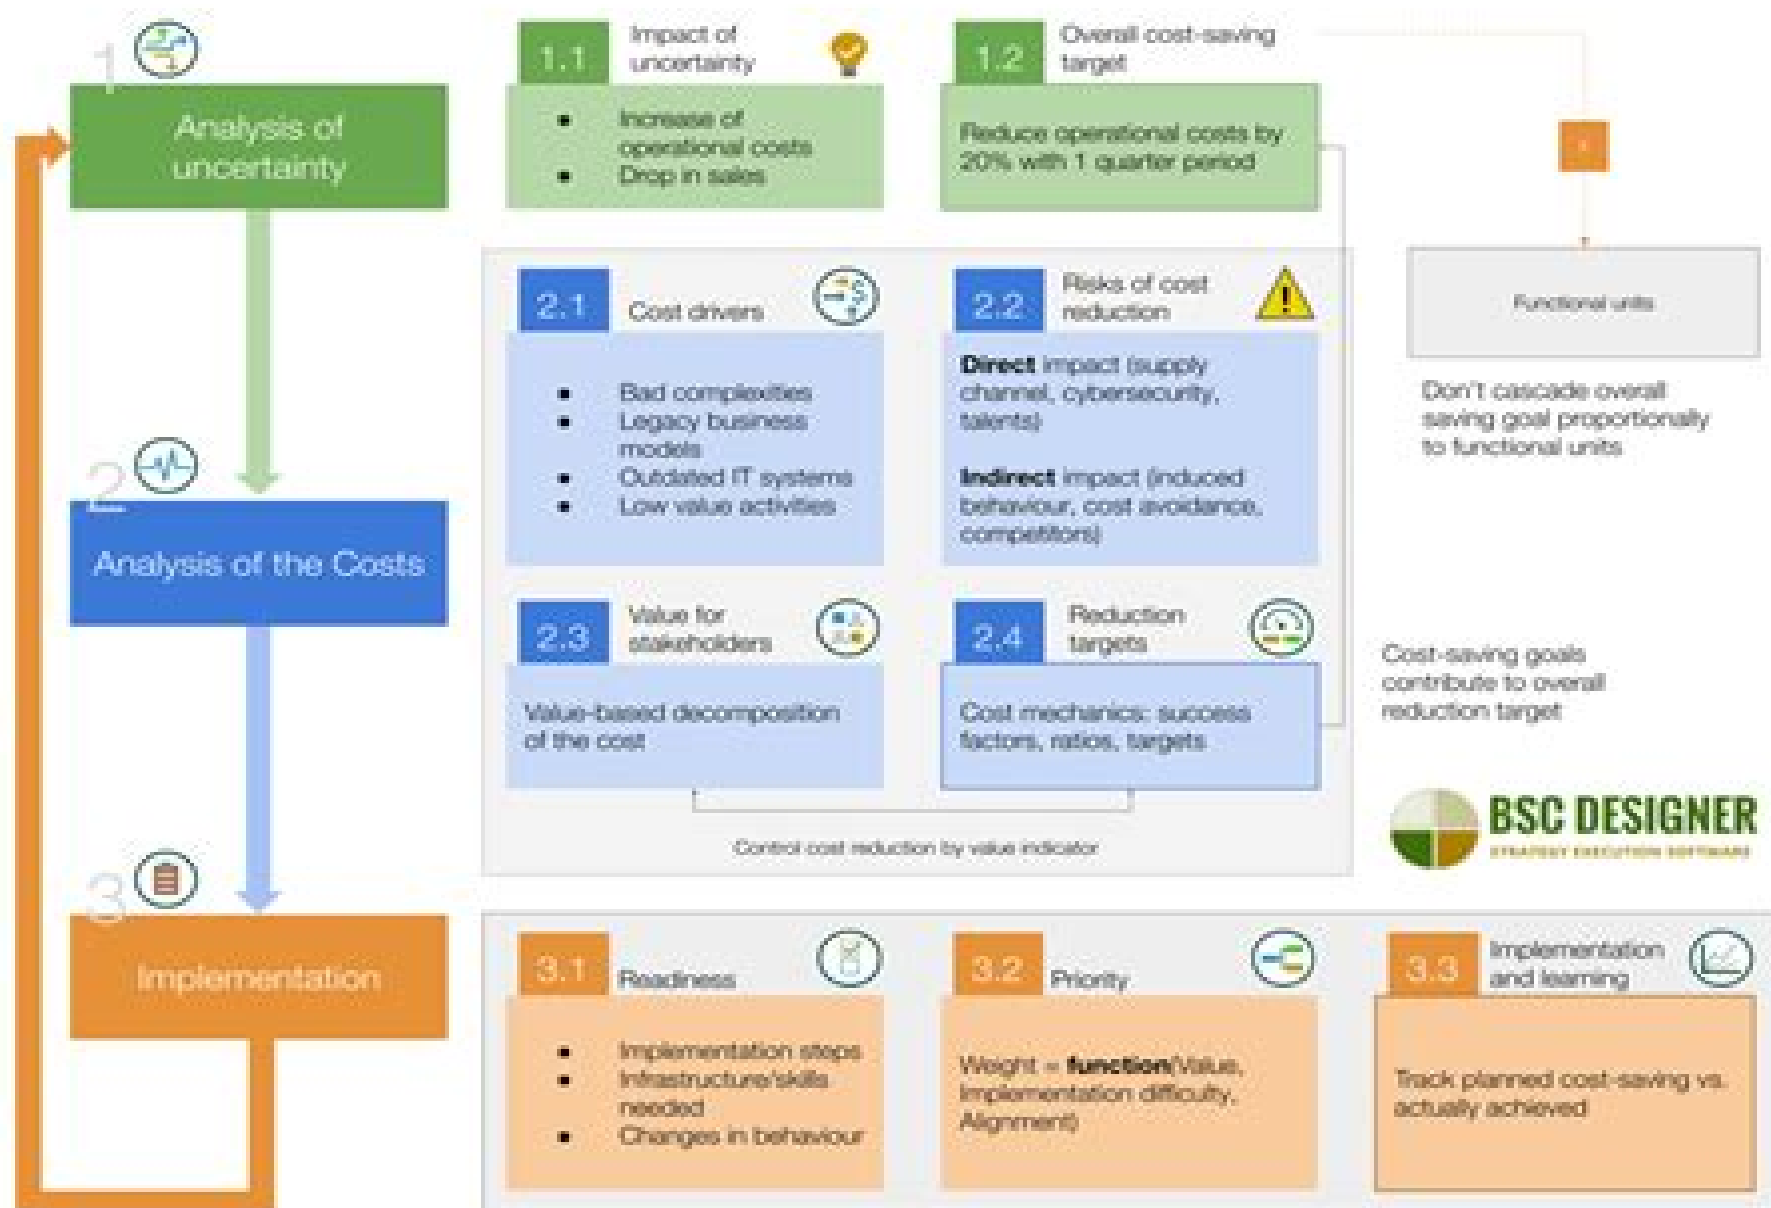 1
Analysis of
uncertainty
1.1
Impact of
uncertainty
● Increase of
operational costs
● Drop in sales
1.2
Overall cost-saving
target
Reduce operational costs by
20% with 1 quarter period
Functional units
Don't cascade overall
saving goal proportionally
to functional units
2
Analysis of the Costs
2.1
Cost drivers
● Bad complexities
● Legacy business
models
● Outdated IT systems
● Low value activities
2.2
Risks of cost
reduction
Direct impact (supply
channel, cybersecurity,
talents)
Indirect impact (induced
behaviour, cost avoidance,
competitors)
2.3
Value for
stakeholders
Value-based decomposition
of the cost
2.4
Reduction
targets
Cost mechanics: success
factors, ratios, targets
Control cost reduction by value indicator
Cost-saving goals
contribute to overall
reduction target
BSC DESIGNER
STRATEGY EXECUTION SOFTWARE
3
Implementation
3.1
Readiness
● Implementation steps
● Infrastructure/skills
needed
● Changes in behaviour
3.2
Priority
Weight = function(Value,
Implementation difficulty,
Alignment)
3.3
Implementation
and learning
Track planned cost-saving vs.
actually achieved